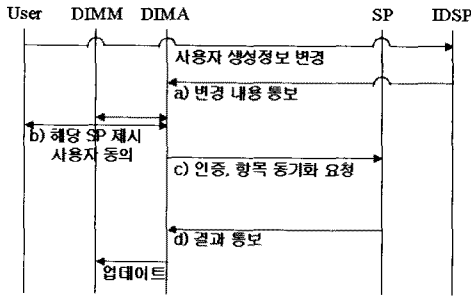 User DIMM DIMA SP IDSP
사용자 생성정보 변경
a) 변경 내용 통보
b) 해당 SP 제시
사용자 동의
c) 인증, 항목 동기화 요청
d) 결과 통보
업데이트